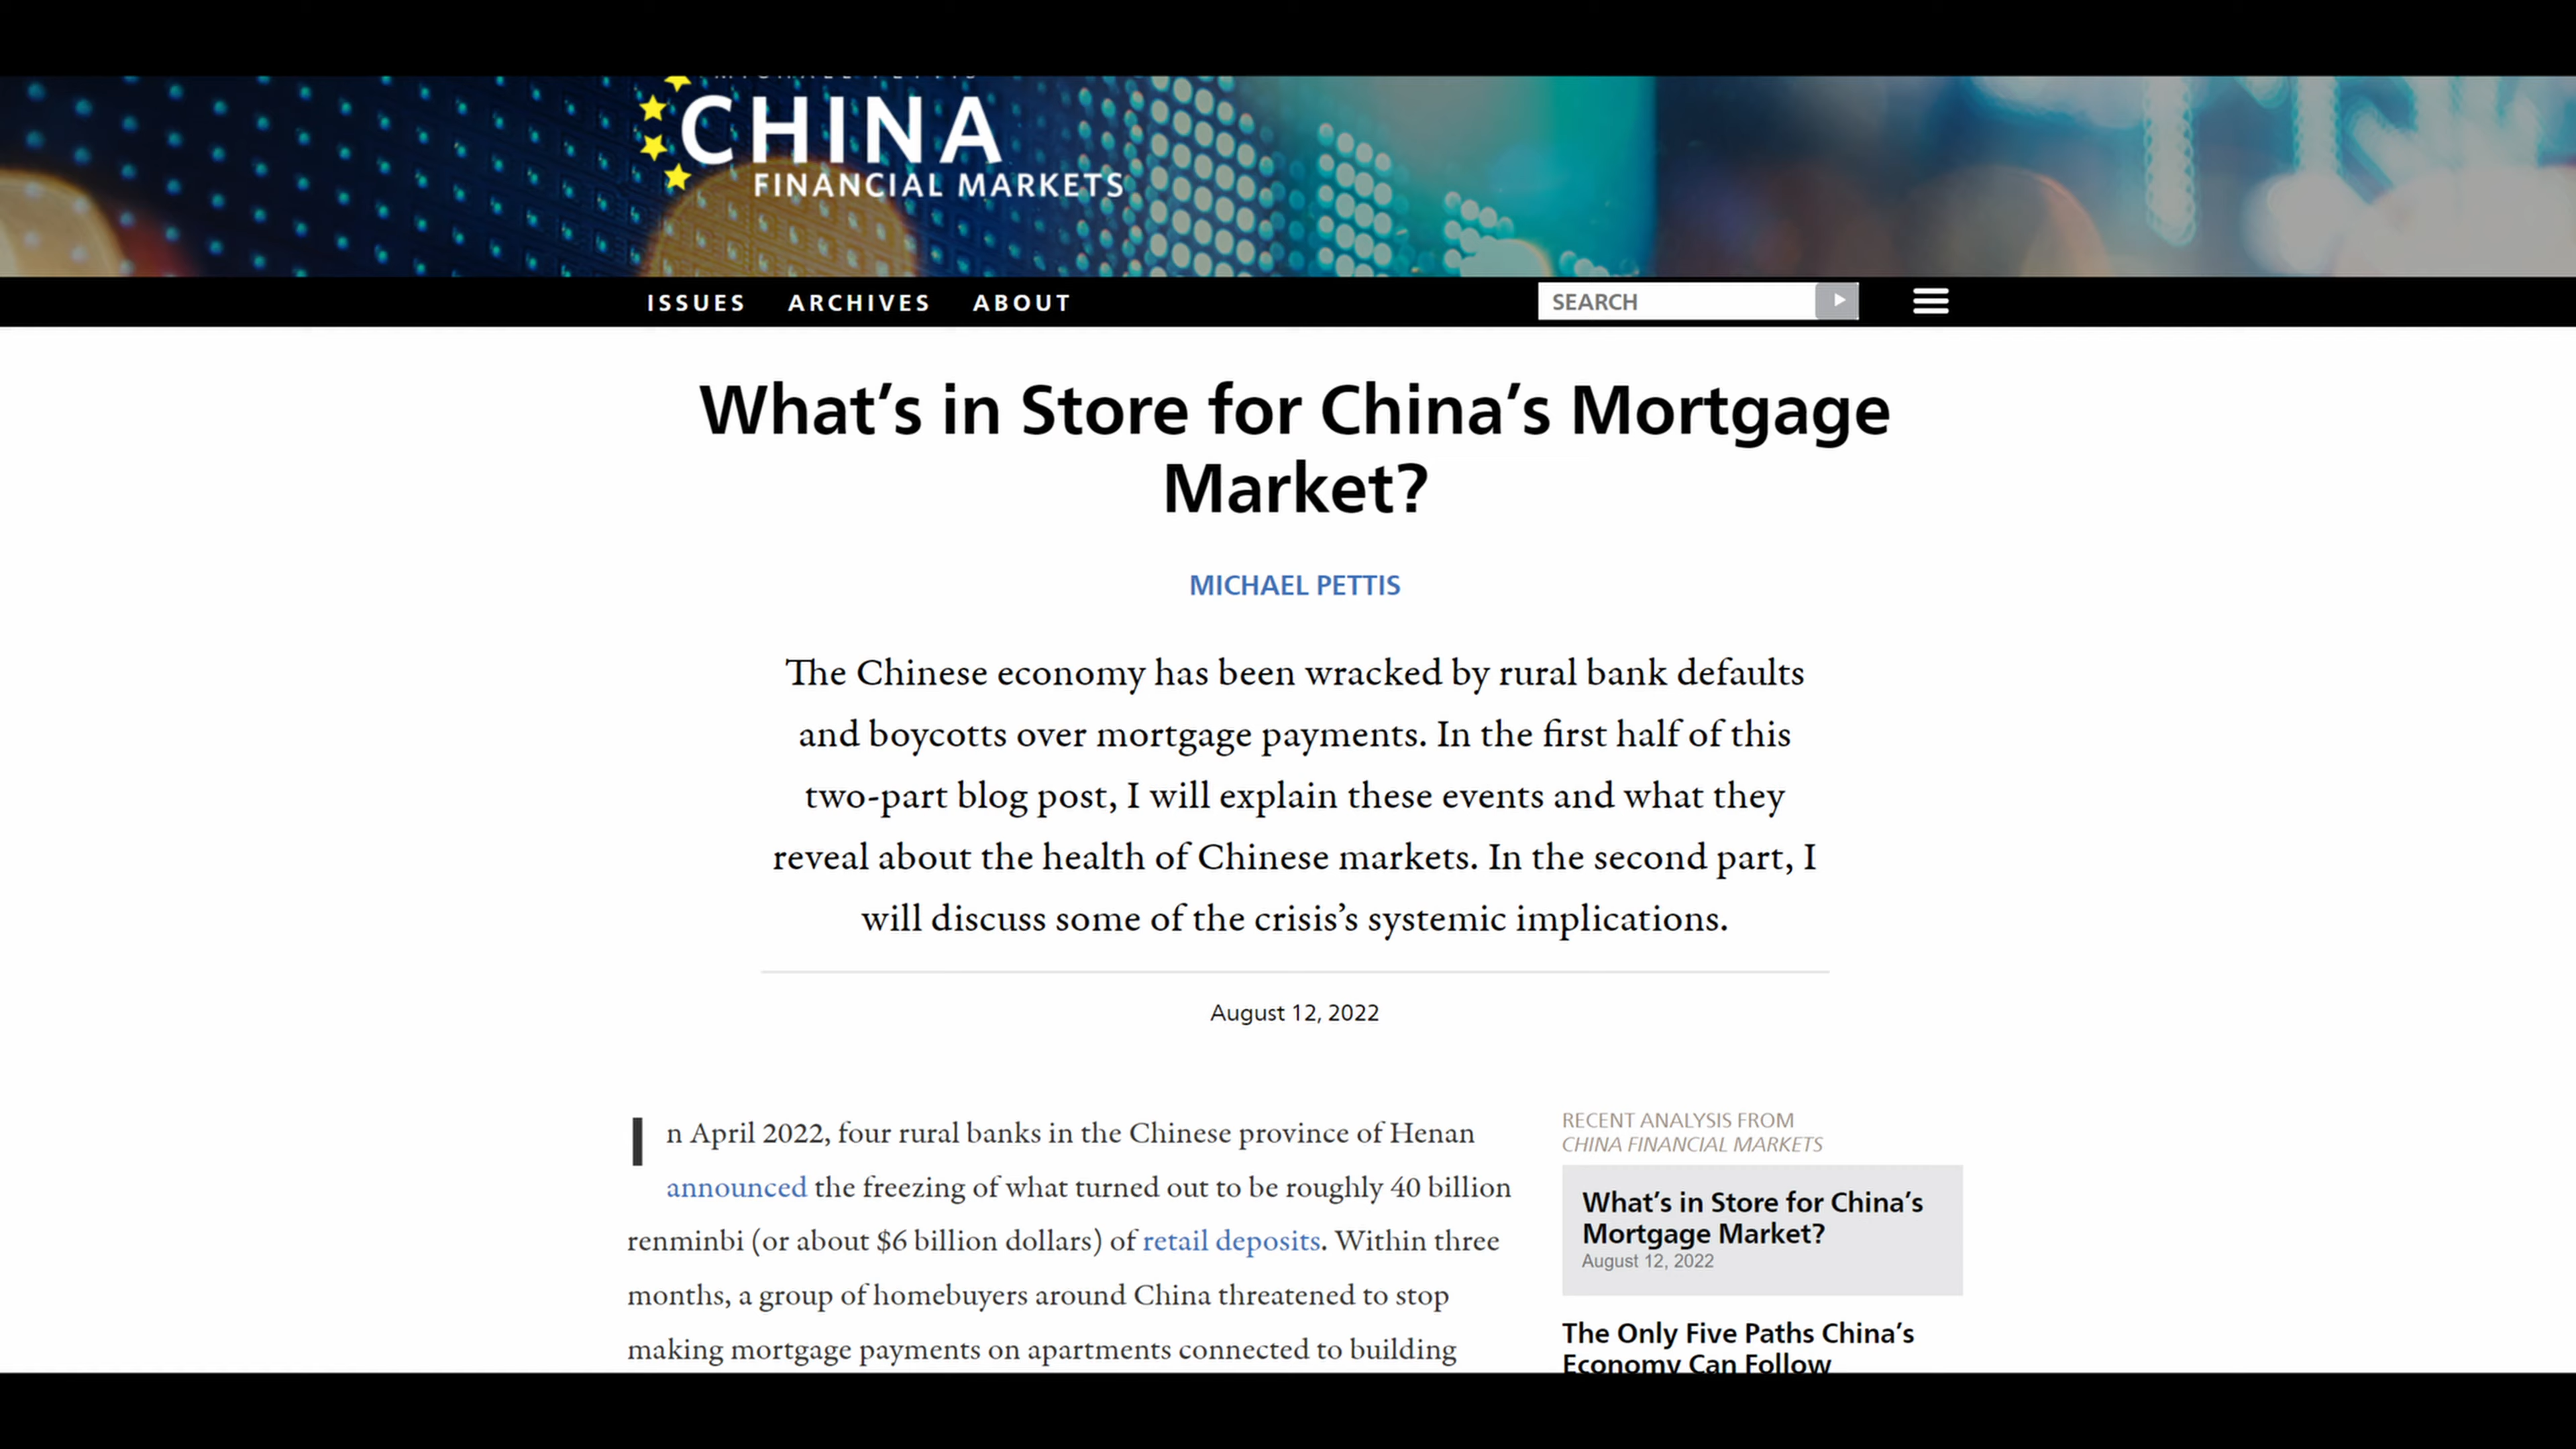 CHINA
FINANCIAL MARKETS
ISSUES ARCHIVES ABOUT SEARCH
What’s in Store for China’s Mortgage
Market?
MICHAEL PETTIS
The Chinese economy has been wracked by rural bank defaults
and boycotts over mortgage payments. In the first half of this
two-part blog post, I will explain these events and what they
reveal about the health of Chinese markets. In the second part, I
will discuss some of the crisis’s systemic implications.
August 12, 2022
In April 2022, four rural banks in the Chinese province of Henan
announced the freezing of what turned out to be roughly 40 billion
renminbi (or about $6 billion dollars) of retail deposits. Within three
months, a group of homebuyers around China threatened to stop
making mortgage payments on apartments connected to building
RECENT ANALYSIS FROM
CHINA FINANCIAL MARKETS
What’s in Store for China’s
Mortgage Market?
August 12, 2022
The Only Five Paths China’s
Economy Can Follow